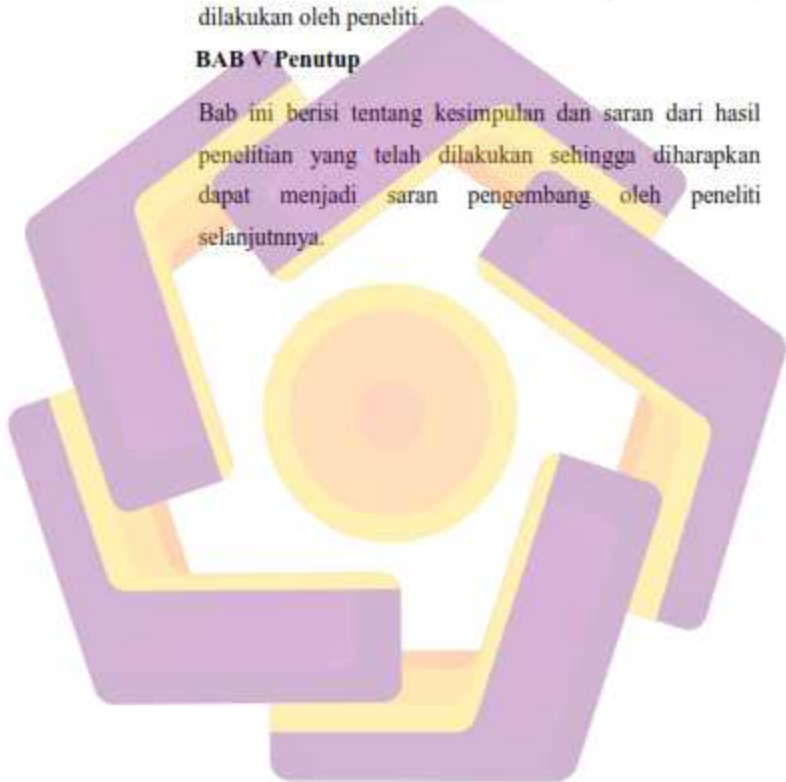 dilakukan oleh peneliti.
BAB V Penutup
Bab ini berisi tentang kesimpulan dan saran dari hasil
penelitian yang telah dilakukan sehingga diharapkan
dapat menjadi saran pengembang oleh peneliti
selanjutnnya.